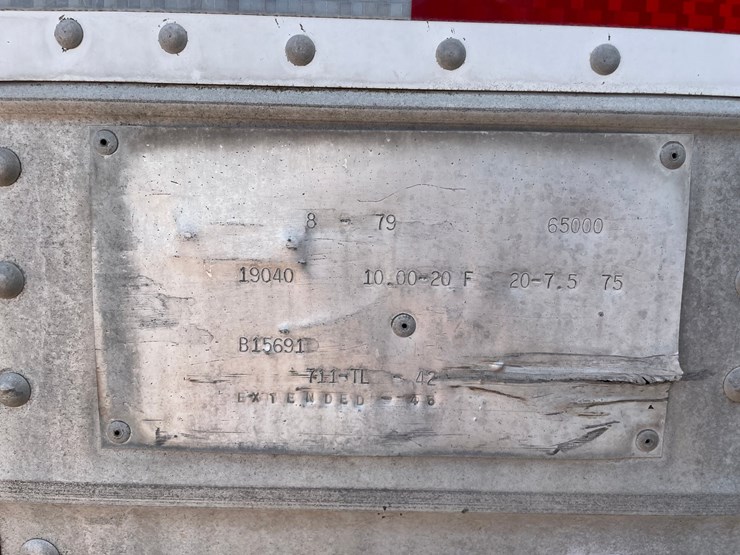 8 - 79 65000
19040 10.00-20 F 20-7.5 75
B15691
711-TL - 42
EXTENDED - 48